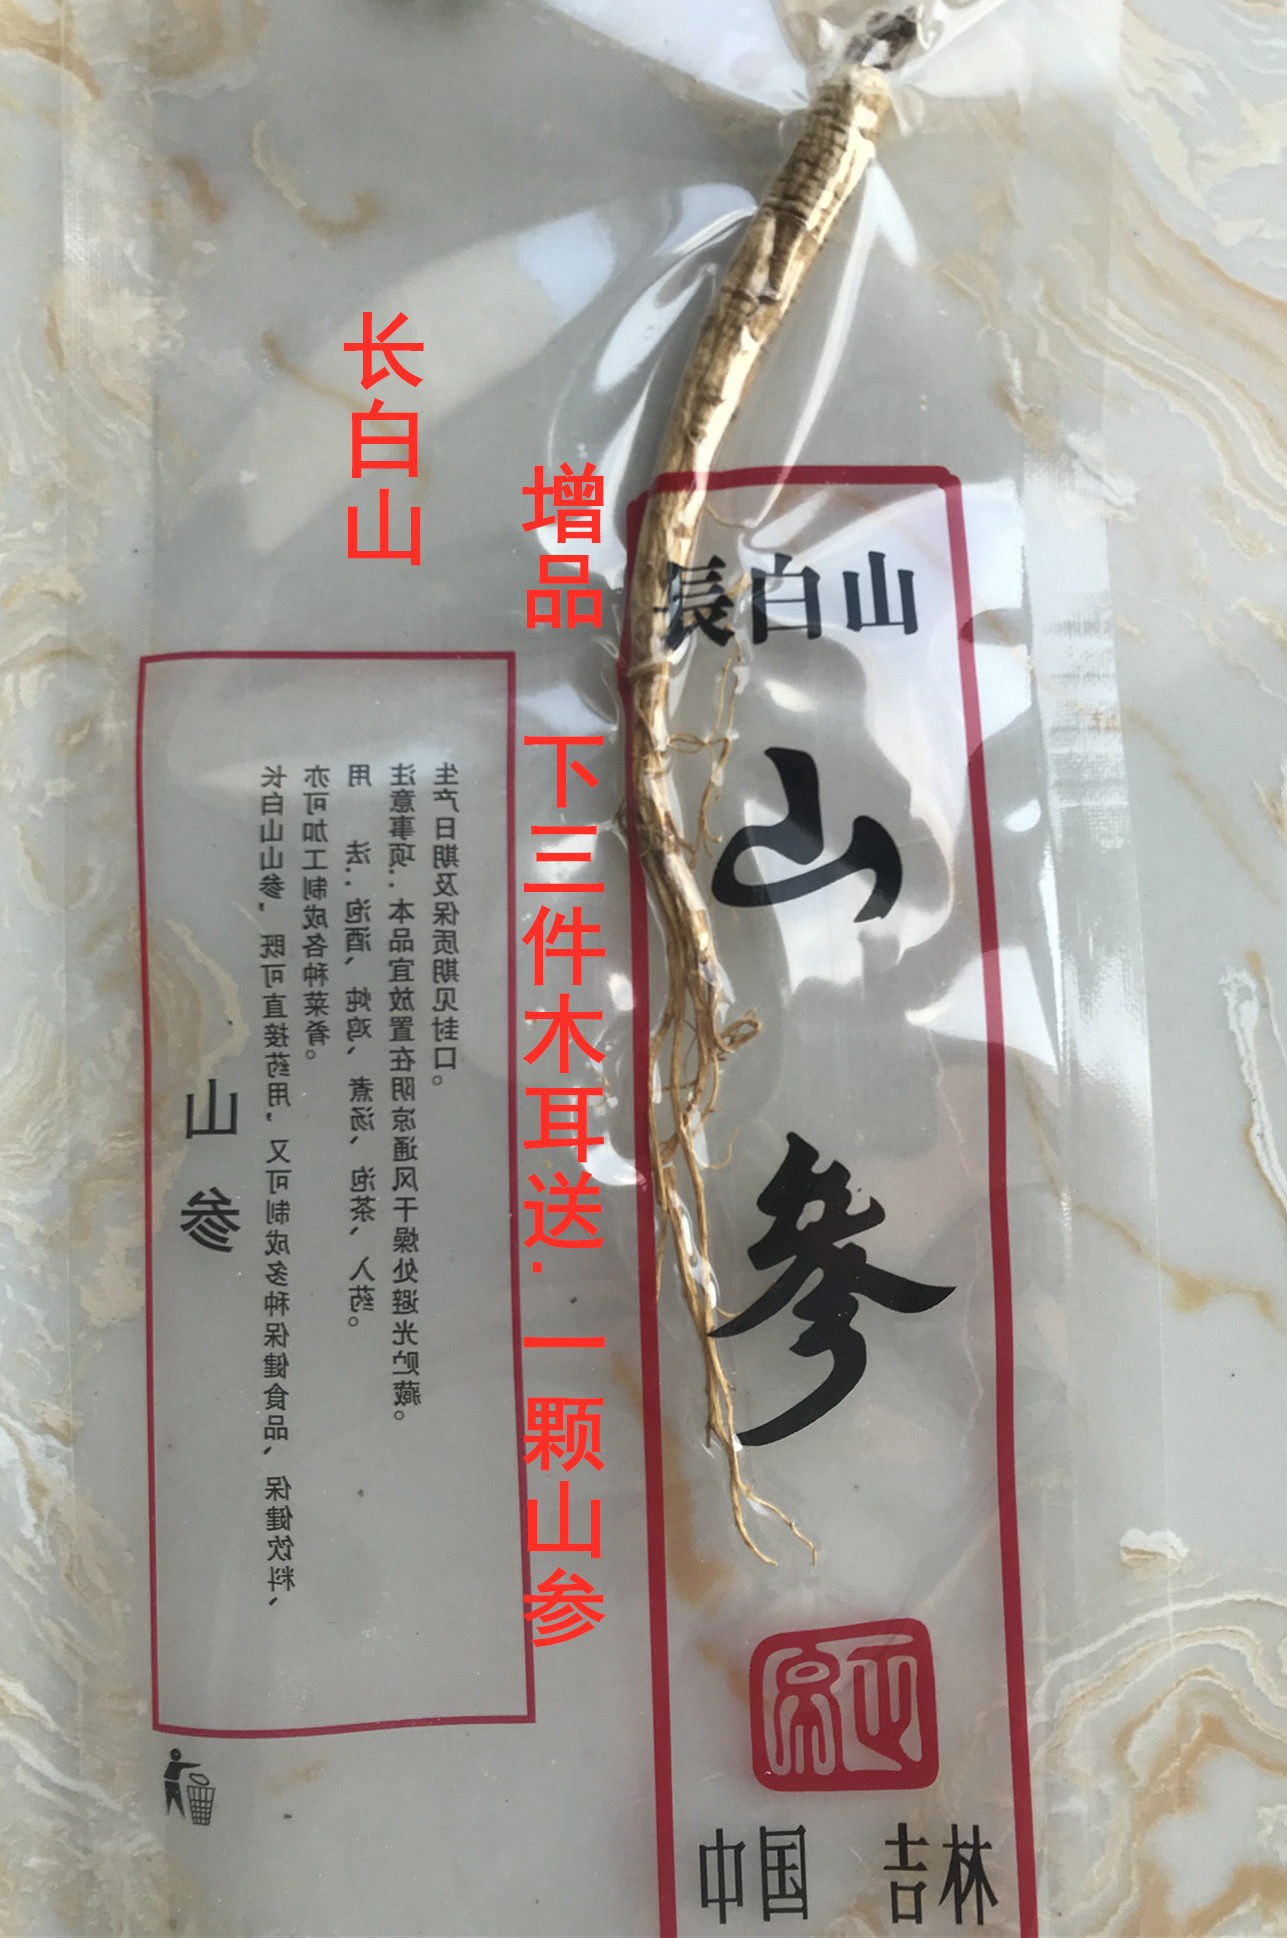 长白山
增品 下三件木耳送.一颗山参
長白山
山参
中国 吉林
山参
长白山山参，既可直接药用，又可制成多种保健食品、保健饮料、
亦可加工制成各种菜肴。
用 法：泡酒、炖鸡、煮汤、泡茶、入药。
注意事项：本品宜放置在阴凉通风干燥处避光贮藏。
生产日期及保质期见封口。